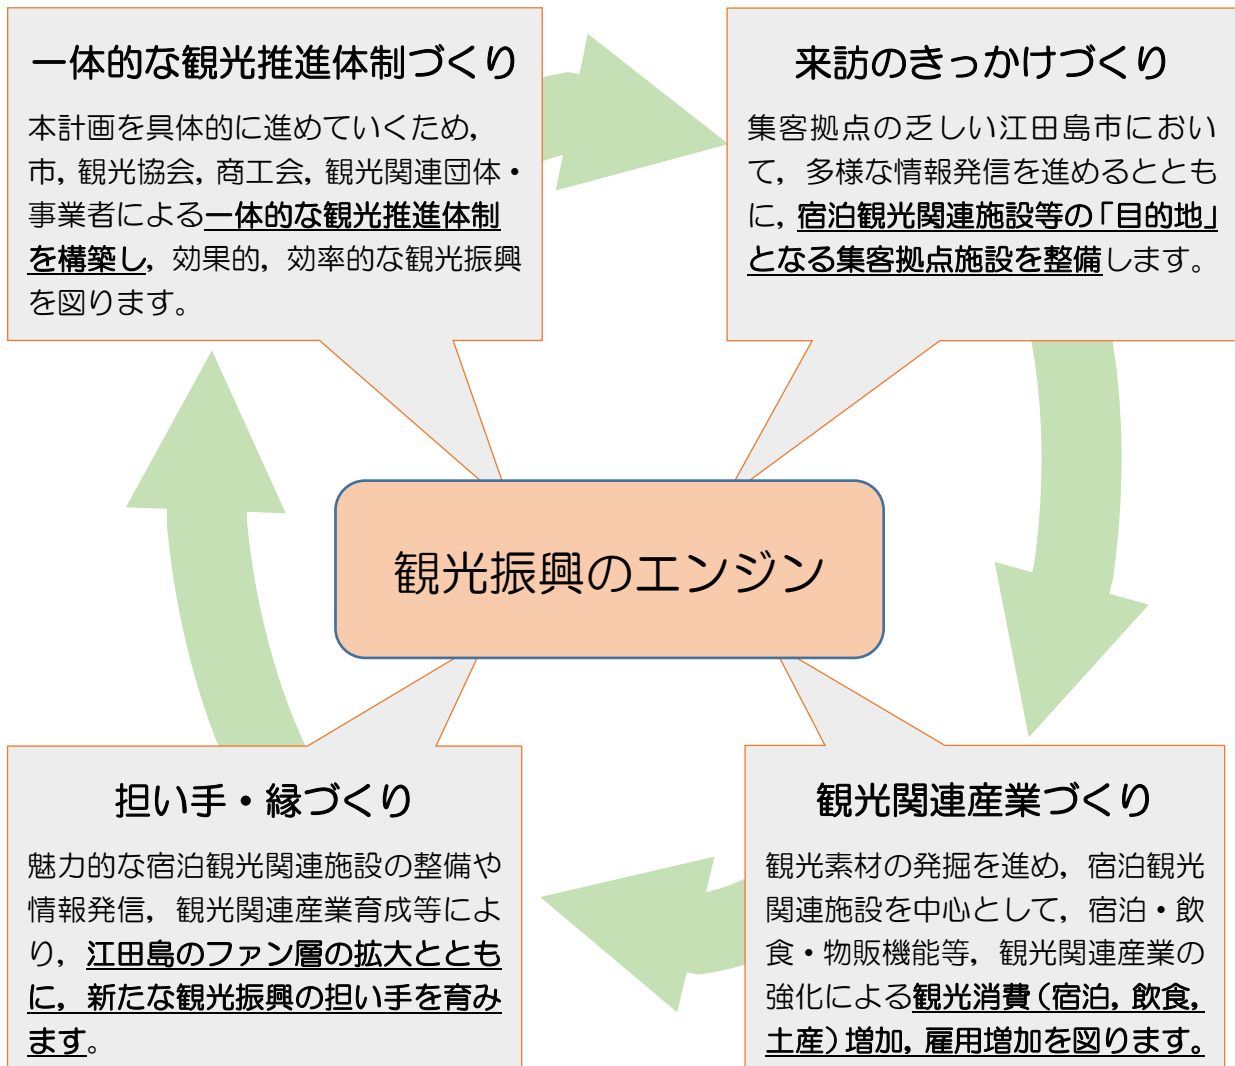 一体的な観光推進体制づくり
本計画を具体的に進めていくため，
市，観光協会，商工会，観光関連団体・
事業者による一体的な観光推進体制
を構築し，効果的，効率的な観光振興
を図ります。
来訪のきっかけづくり
集客拠点の乏しい江田島市におい
て，多様な情報発信を進めるととも
に，宿泊観光関連施設等の「目的地」
となる集客拠点施設を整備します。
観光振興のエンジン
担い手・縁づくり
魅力的な宿泊観光関連施設の整備や
情報発信，観光関連産業育成等によ
り，江田島のファン層の拡大ととも
に，新たな観光振興の担い手を育み
ます。
観光関連産業づくり
観光素材の発掘を進め，宿泊観光
関連施設を中心として，宿泊・飲
食・物販機能等，観光関連産業の
強化による観光消費（宿泊，飲食，
土産）増加，雇用増加を図ります。